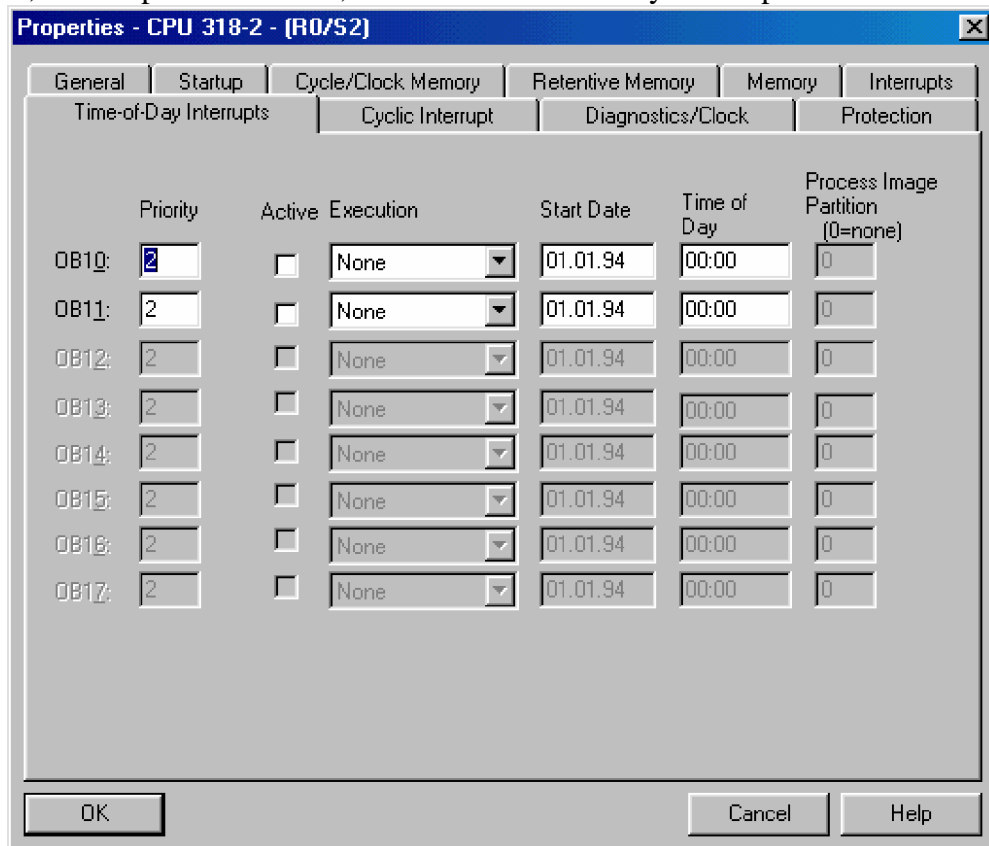 Properties - CPU 318-2 - (R0/S2)
General Startup Cycle/Clock Memory Retentive Memory Memory Interrupts
Time-of-Day Interrupts Cyclic Interrupt Diagnostics/Clock Protection
Priority Active Execution Start Date Time of Day Process Image Partition (0=none)
OB10: 2 None 01.01.94 00:00 0
OB11: 2 None 01.01.94 00:00 0
OB12: 2 None 01.01.94 00:00 0
OB13: 2 None 01.01.94 00:00 0
OB14: 2 None 01.01.94 00:00 0
OB15: 2 None 01.01.94 00:00 0
OB16: 2 None 01.01.94 00:00 0
OB17: 2 None 01.01.94 00:00 0
OK Cancel Help